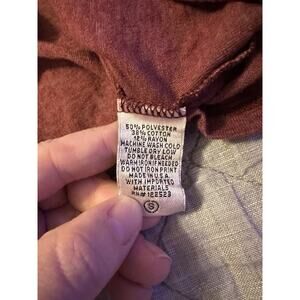 50% POLYESTER
38% COTTON
12% RAYON
MACHINE WASH COLD
TUMBLE DRY LOW
DO NOT BLEACH
WARM IRON IF NEEDED
DO NOT IRON PRINT
MADE IN U.S.A.
WITH IMPORTED
MATERIALS
RN# 122523
S